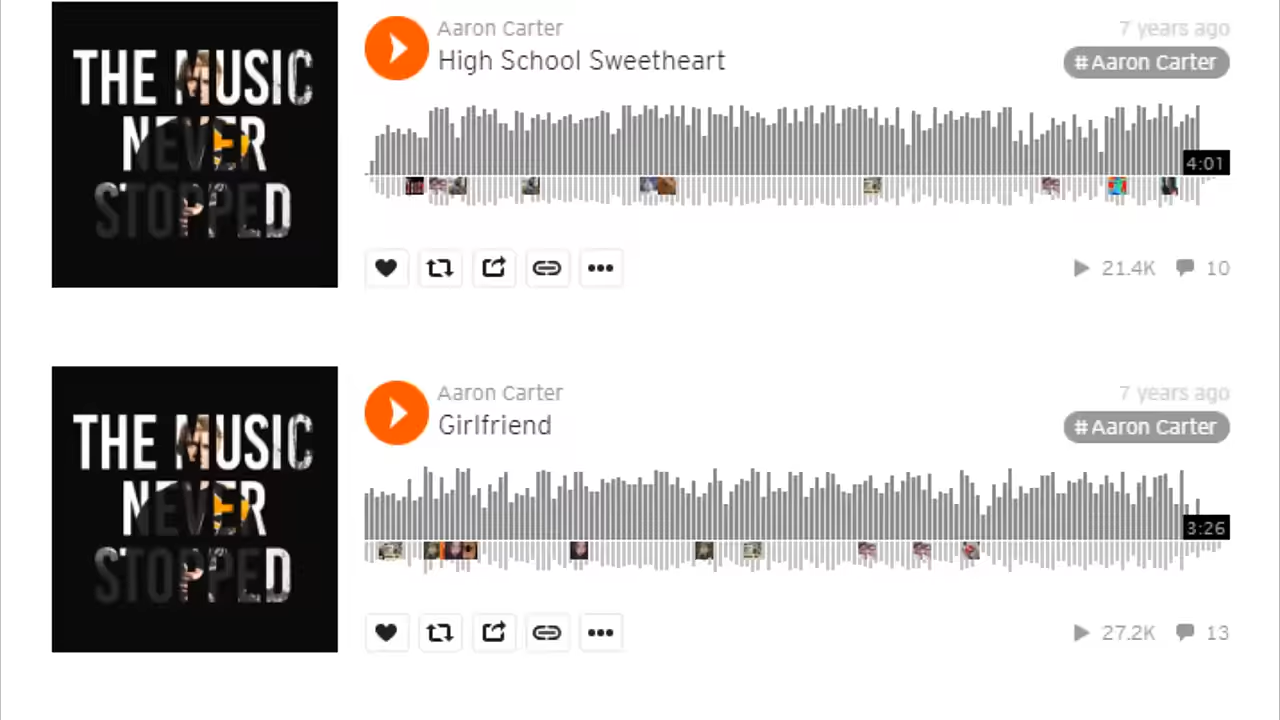 THE MUSIC
NEVER
STOPPED
Aaron Carter
7 years ago
High School Sweetheart
# Aaron Carter
4:01
21.4K
10
THE MUSIC
NEVER
STOPPED
Aaron Carter
7 years ago
Girlfriend
# Aaron Carter
3:26
27.2K
13